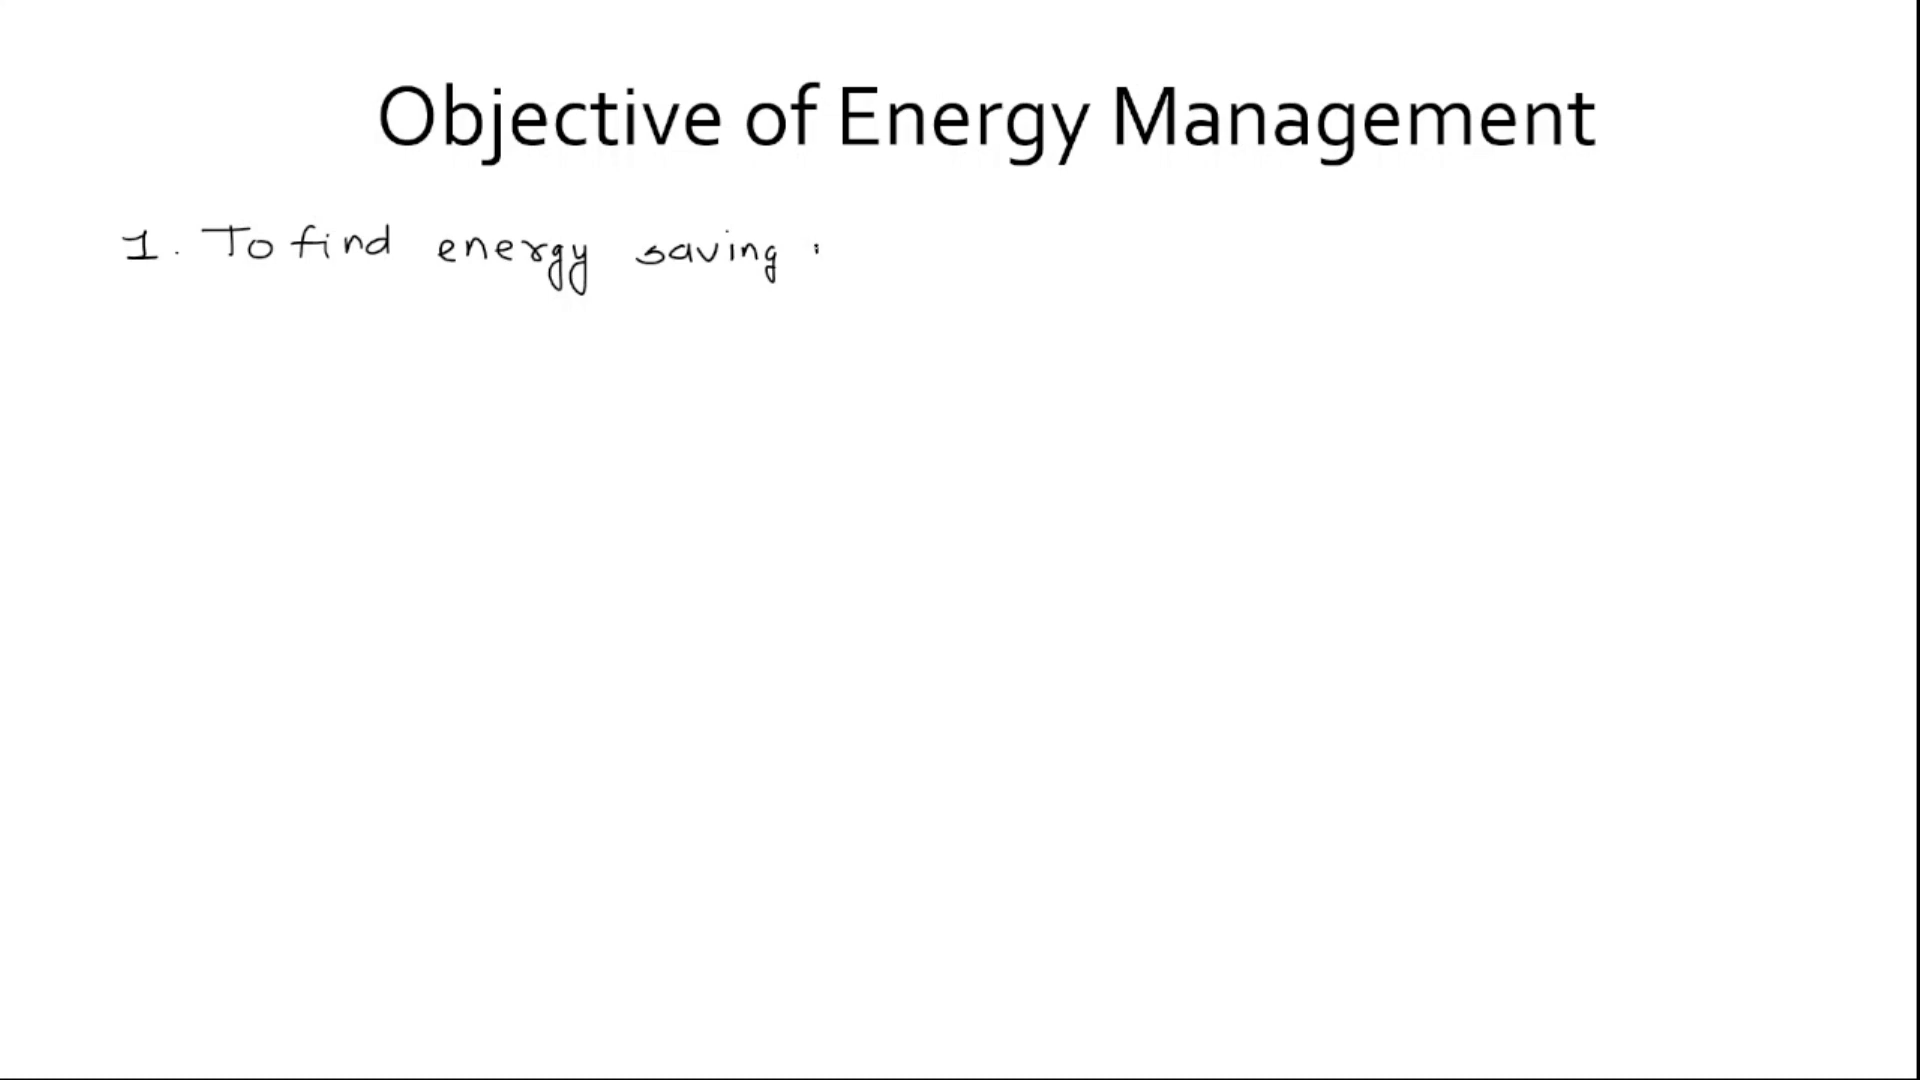 Objective of Energy Management
1. To find energy saving